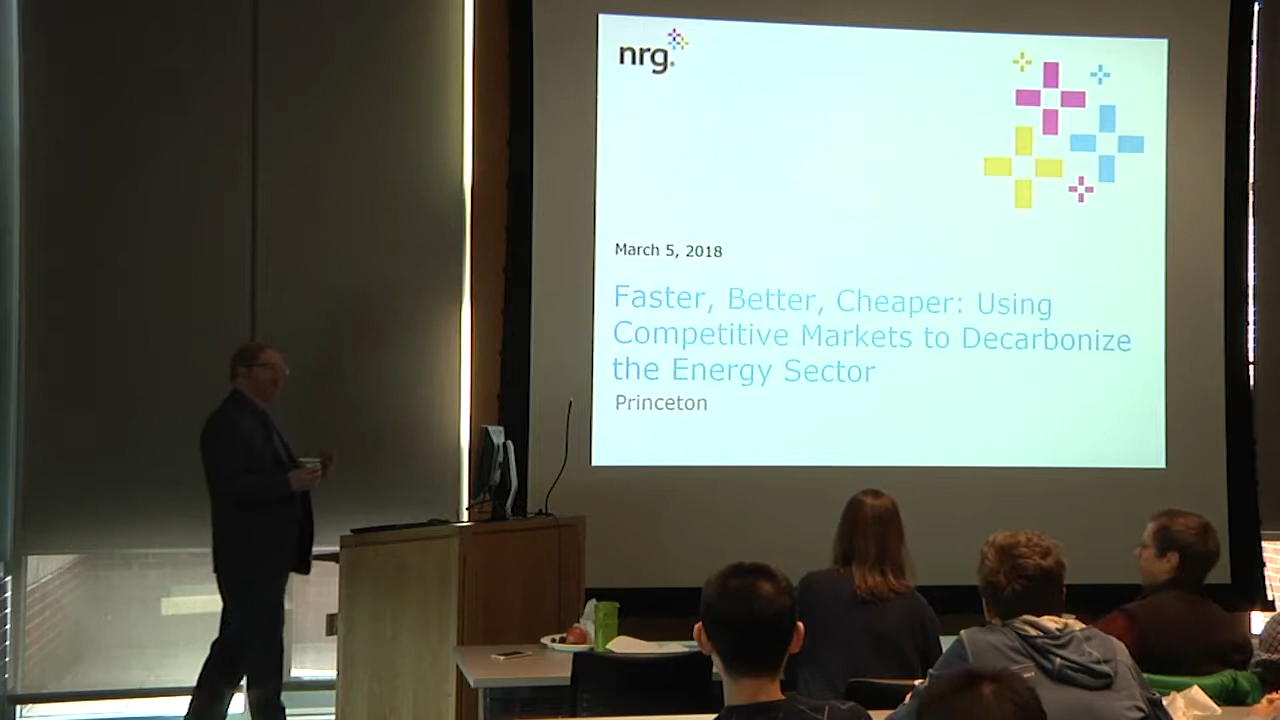 nrg
March 5, 2018
Faster, Better, Cheaper: Using
Competitive Markets to Decarbonize
the Energy Sector
Princeton